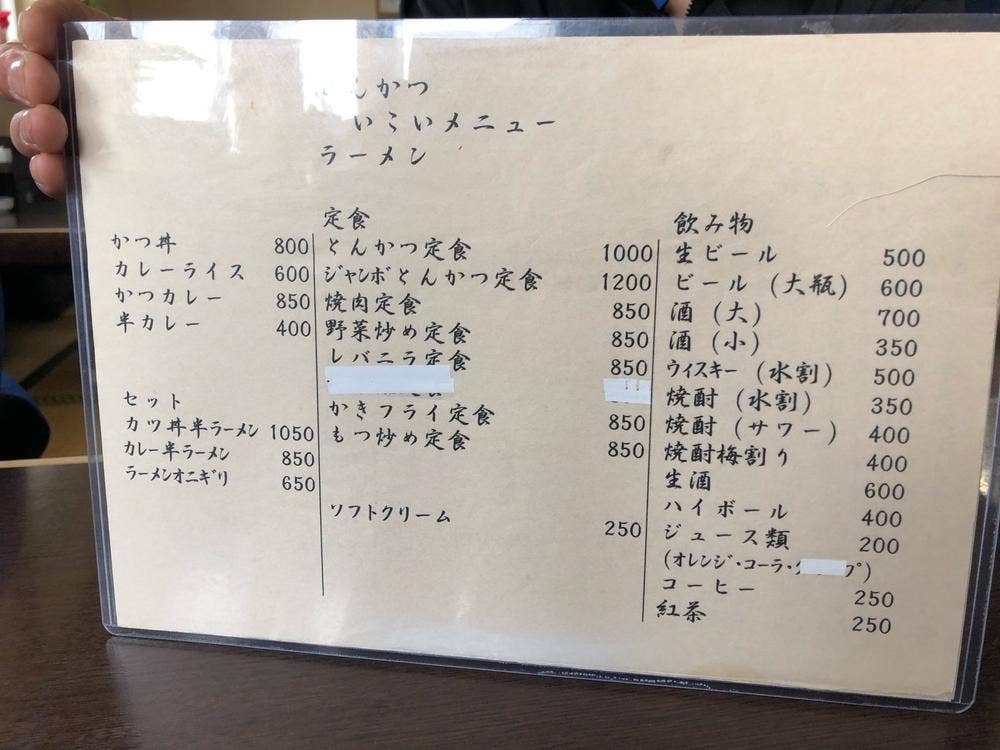 んかつ
いこいメニュー
ラーメン
かつ丼 800
カレーライス 600
かつカレー 850
半カレー 400
セット
カツ丼半ラーメン 1050
カレー半ラーメン 850
ラーメンオニギリ 650
定食
とんかつ定食 1000
ジャンボとんかつ定食 1200
焼肉定食 850
野菜炒め定食 850
レバニラ定食 850
かきフライ定食 850
もつ炒め定食 850
ソフトクリーム 250
飲み物
生ビール 500
ビール（大瓶） 600
酒（大） 700
酒（小） 350
ウィスキー（水割） 500
焼酎（水割） 350
焼酎（サワー） 400
焼酎梅割り 400
生酒 600
ハイボール 400
ジュース類 200
(オレンジ・コーラ・
コーヒー 250
紅茶 250